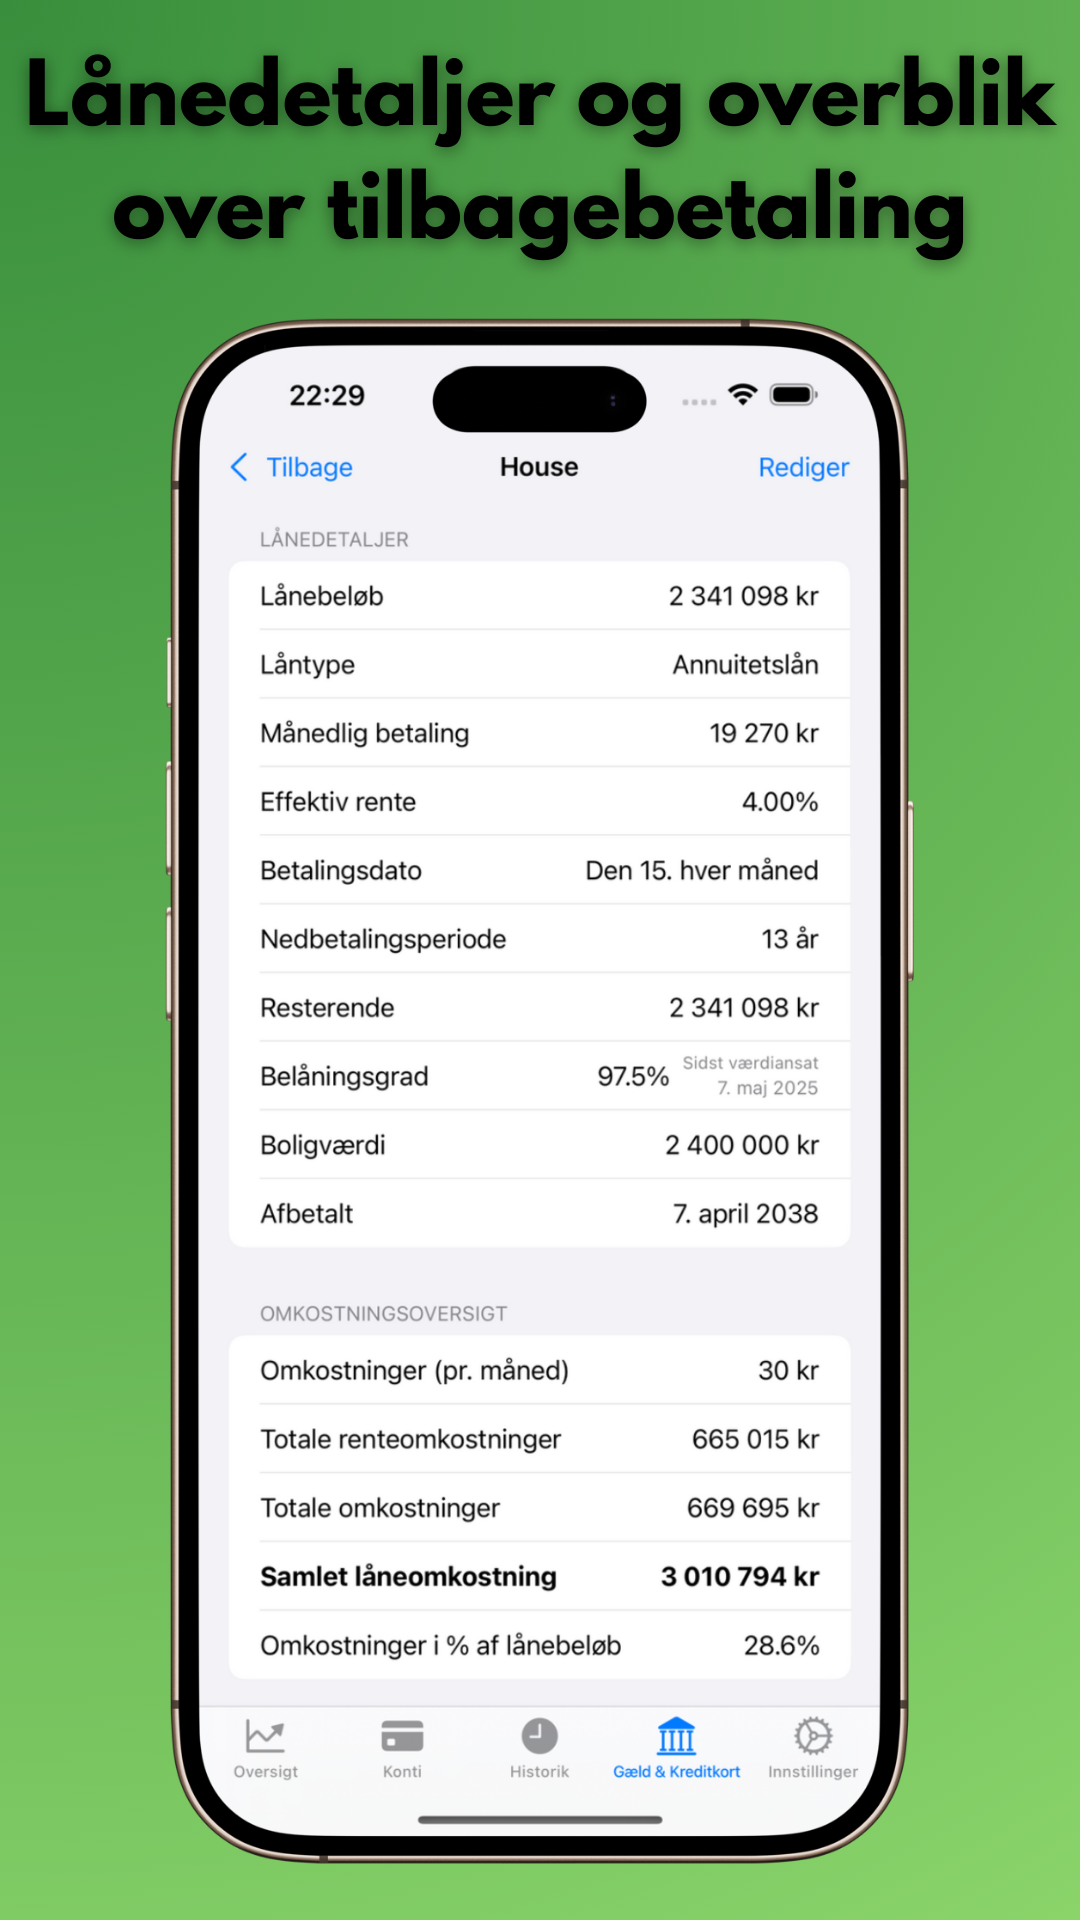 Lånedetaljer og overblik
over tilbagebetaling
22:29
Tilbage House Rediger
LÅNEDETALJER
Lånebeløb 2 341 098 kr
Låntype Annuitetslån
Månedlig betaling 19 270 kr
Effektiv rente 4.00%
Betalingsdato Den 15. hver måned
Nedbetalingsperiode 13 år
Resterende 2 341 098 kr
Belåningsgrad 97.5% Sidst værdiansat
7. maj 2025
Boligværdi 2 400 000 kr
Afbetalt 7. april 2038
OMKOSTNINGSOVERSIGT
Omkostninger (pr. måned) 30 kr
Totale renteomkostninger 665 015 kr
Totale omkostninger 669 695 kr
Samlet låneomkostning 3 010 794 kr
Omkostninger i % af lånebeløb 28.6%
Oversigt Konti Historik Gæld & Kreditkort Innstillinger